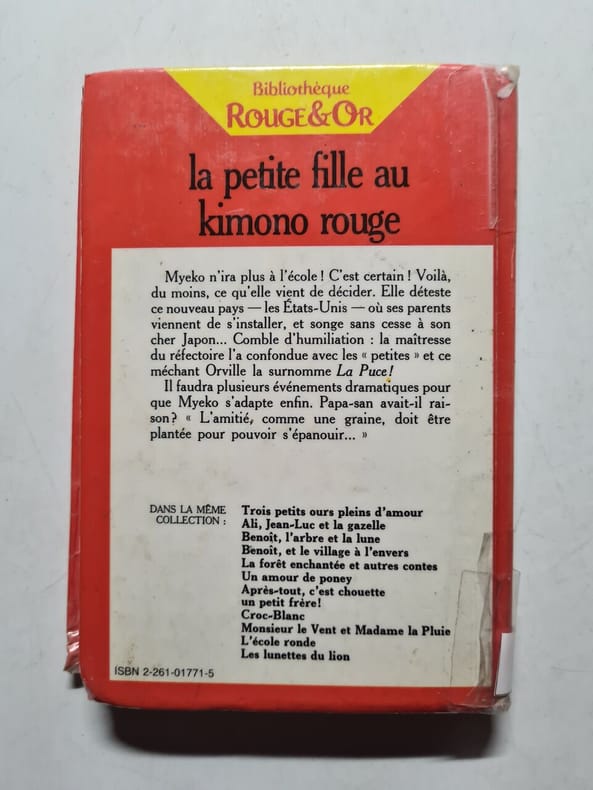 Bibliothèque
ROUGE&OR
la petite fille au
kimono rouge
Myeko n'ira plus à l'école ! C'est certain ! Voilà,
du moins, ce qu'elle vient de décider. Elle déteste
ce nouveau pays — les États-Unis — où ses parents
viennent de s'installer, et songe sans cesse à son
cher Japon... Comble d'humiliation : la maîtresse
du réfectoire l'a confondue avec les « petites » et ce
méchant Orville la surnomme La Puce !
Il faudra plusieurs événements dramatiques pour
que Myeko s'adapte enfin. Papa-san avait-il rai-
son ? « L'amitié, comme une graine, doit être
plantée pour pouvoir s'épanouir... »
DANS LA MÊME
COLLECTION :
Trois petits ours pleins d'amour
Ali, Jean-Luc et la gazelle
Benoît, l'arbre et la lune
Benoît, et le village à l'envers
La forêt enchantée et autres contes
Un amour de poney
Après-tout, c'est chouette
un petit frère !
Croc-Blanc
Monsieur le Vent et Madame la Pluie
L'école ronde
Les lunettes du lion
ISBN 2-261-01771-5